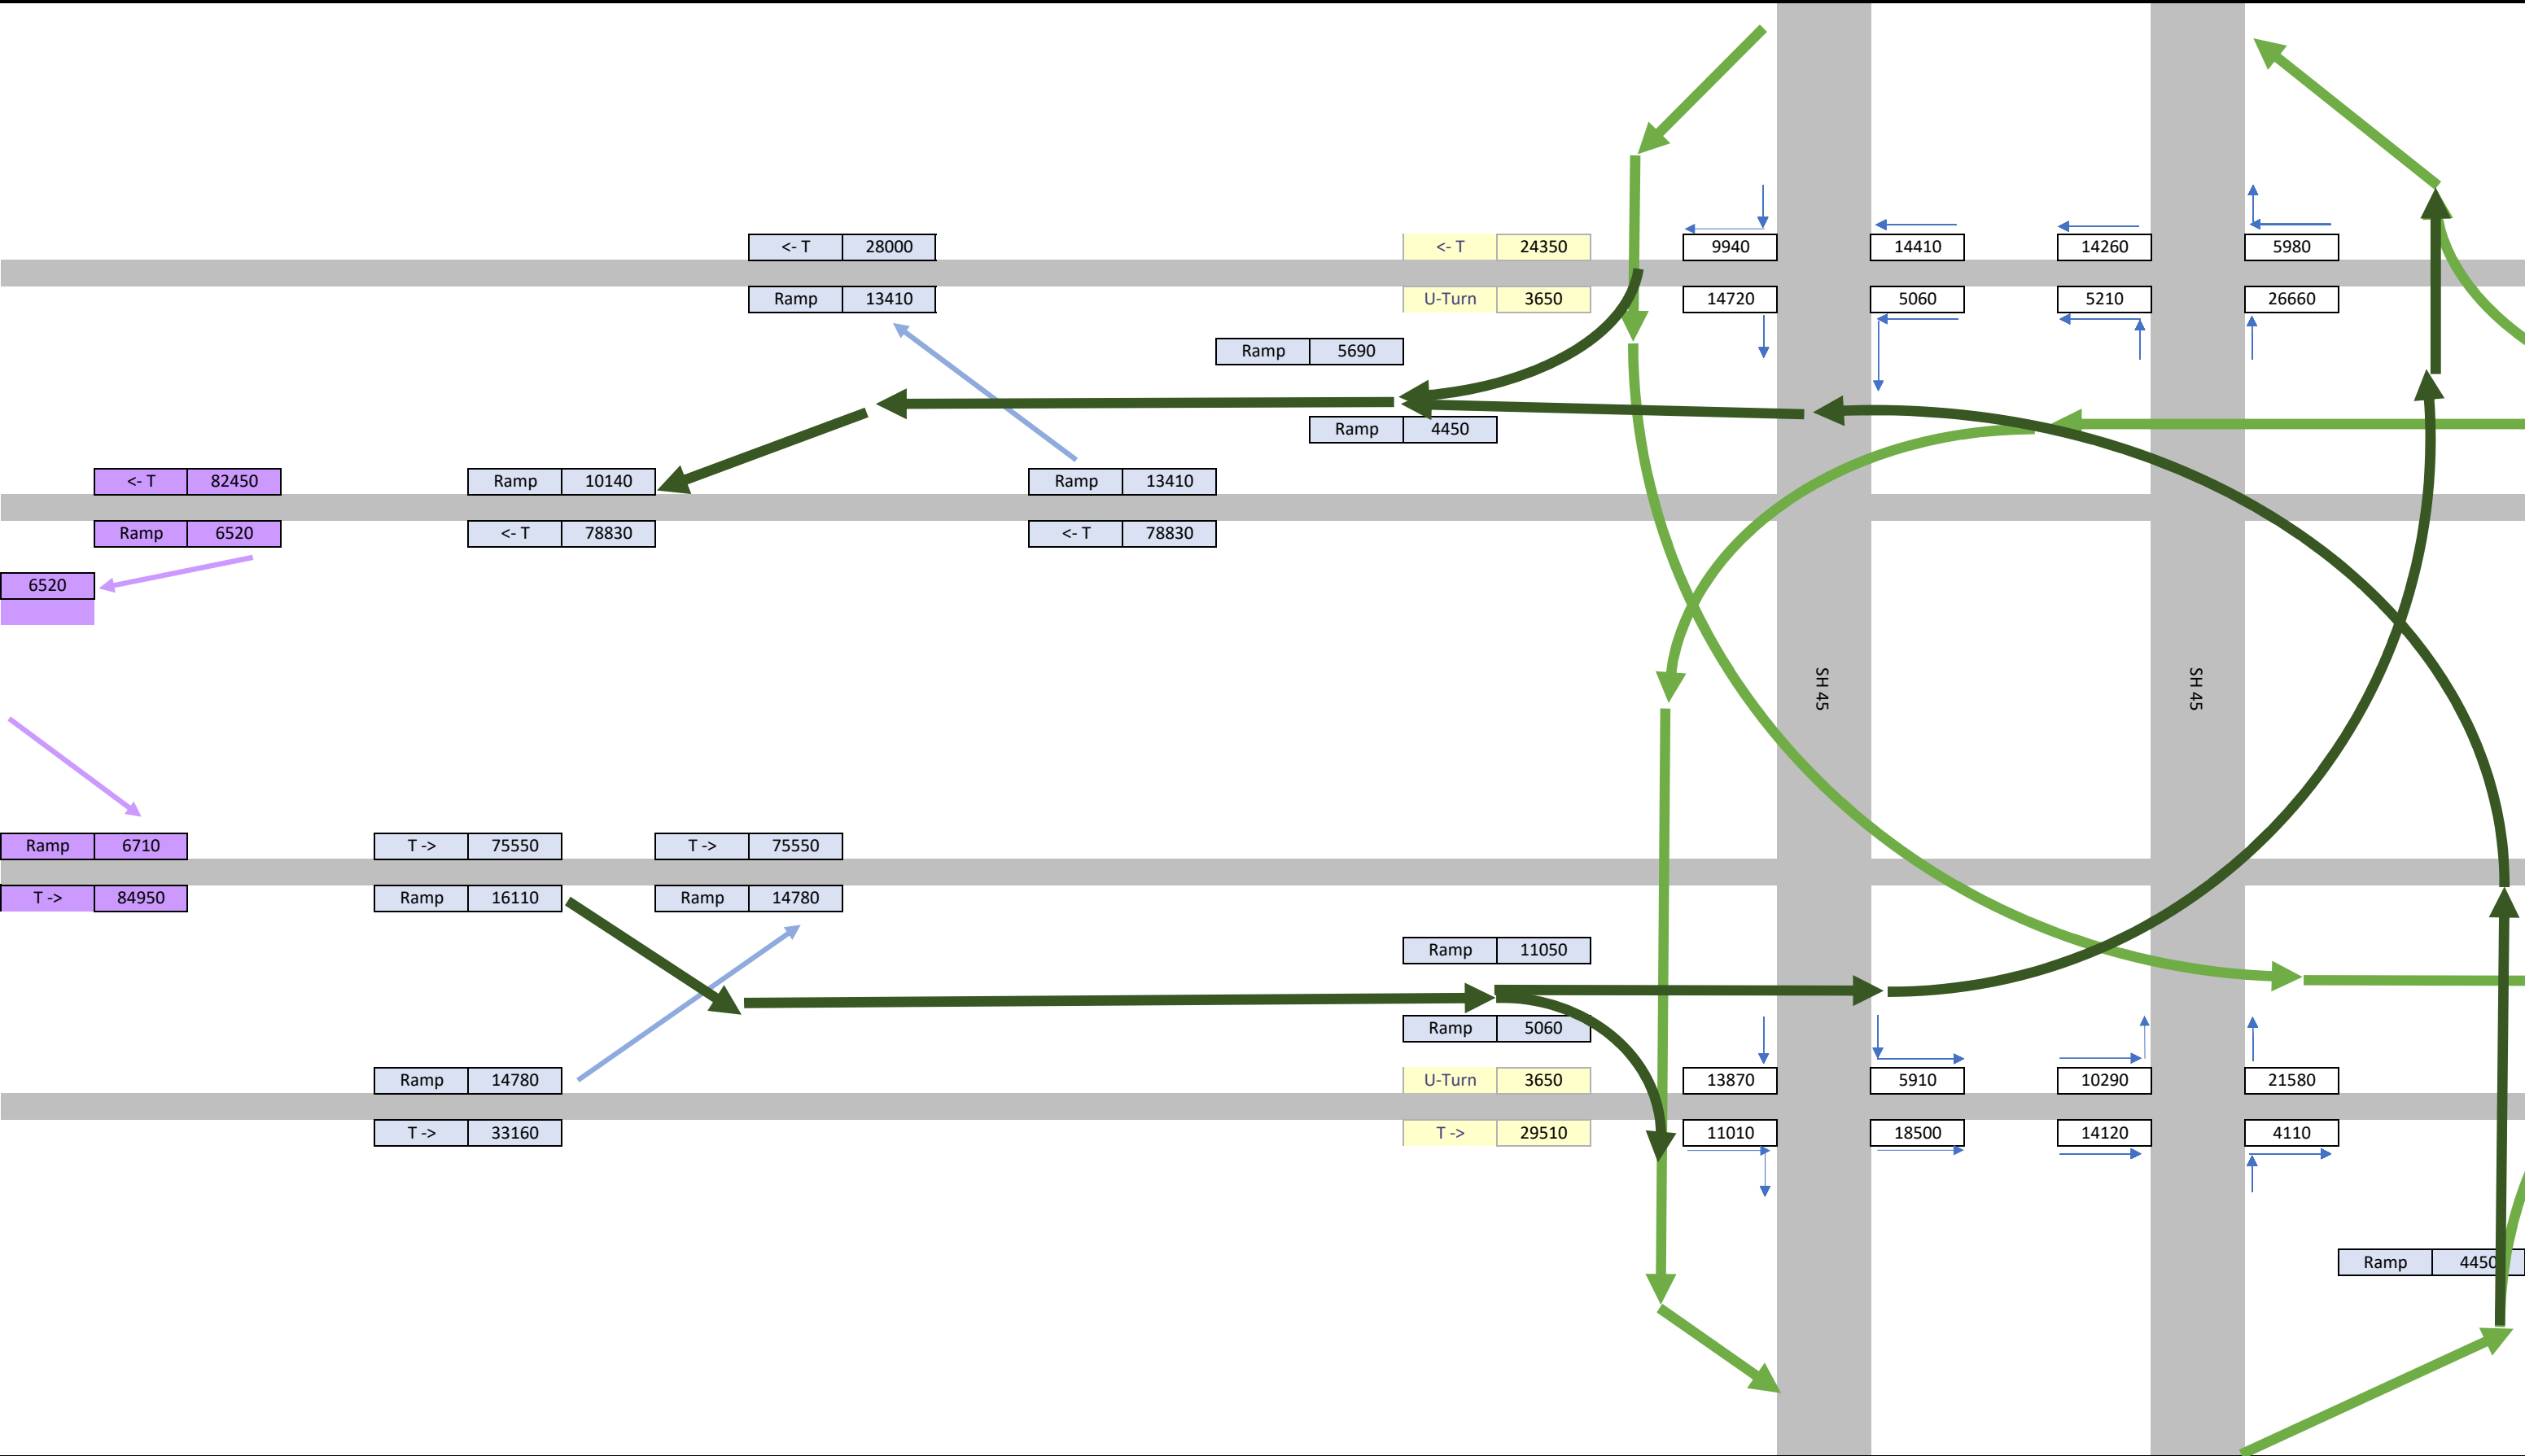 <- T 28000 <- T 24350 9940 14410 14260 5980
Ramp 13410 U-Turn 3650 14720 5060 5210 26660
Ramp 5690
Ramp 4450
<- T 82450 Ramp 10140 Ramp 13410
Ramp 6520 <- T 78830 <- T 78830
6520
SH 45 SH 45
Ramp 6710 T -> 75550 T -> 75550
T -> 84950 Ramp 16110 Ramp 14780
Ramp 11050
Ramp 5060
Ramp 14780 U-Turn 3650 13870 5910 10290 21580
T -> 33160 T -> 29510 11010 18500 14120 4110
Ramp 4450